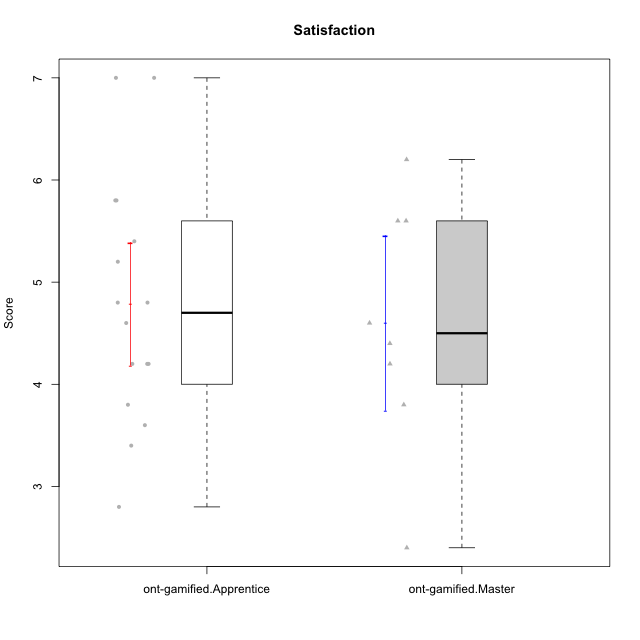 Satisfaction
7
6
5
4
3
Score
ont-gamified.Apprentice
ont-gamified.Master